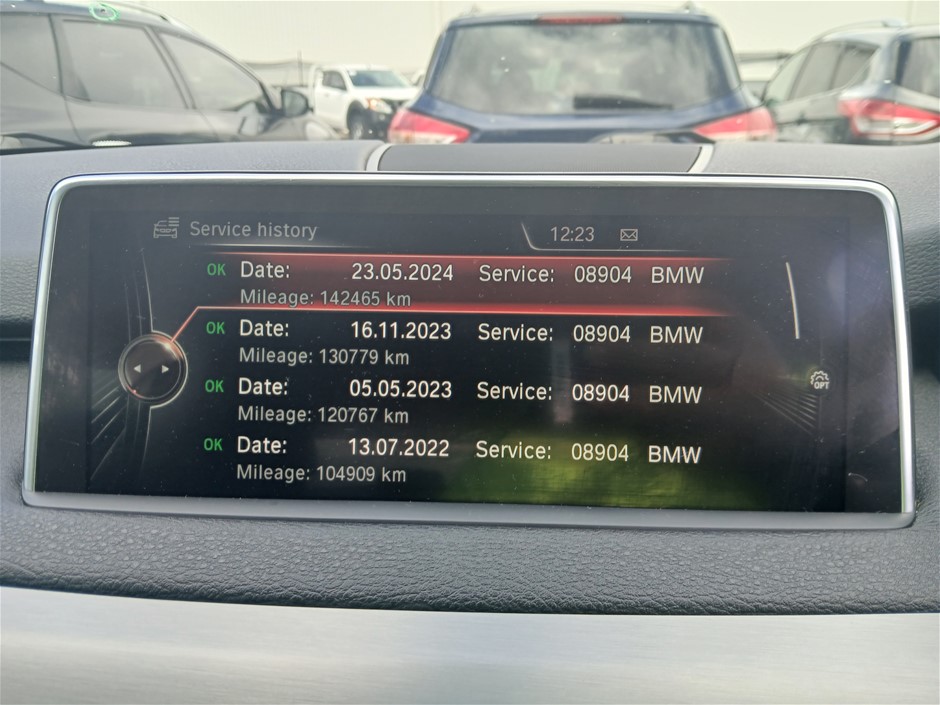 Service history 12:23
OK Date: 23.05.2024 Service: 08904 BMW
Mileage: 142465 km
OK Date: 16.11.2023 Service: 08904 BMW
Mileage: 130779 km
OK Date: 05.05.2023 Service: 08904 BMW
Mileage: 120767 km
OPT
OK Date: 13.07.2022 Service: 08904 BMW
Mileage: 104909 km